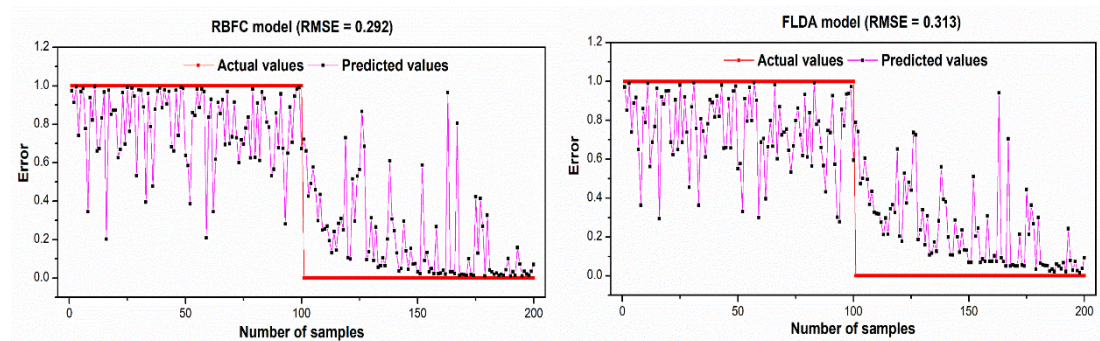 RBFC model (RMSE = 0.292)
1.2
Actual values
Predicted values
1.0
0.8
0.6
0.4
0.2
0.0
Error
0
50
100
150
200
Number of samples
FLDA model (RMSE = 0.313)
1.2
Actual values
Predicted values
1.0
0.8
0.6
0.4
0.2
0.0
Error
0
50
100
150
200
Number of samples